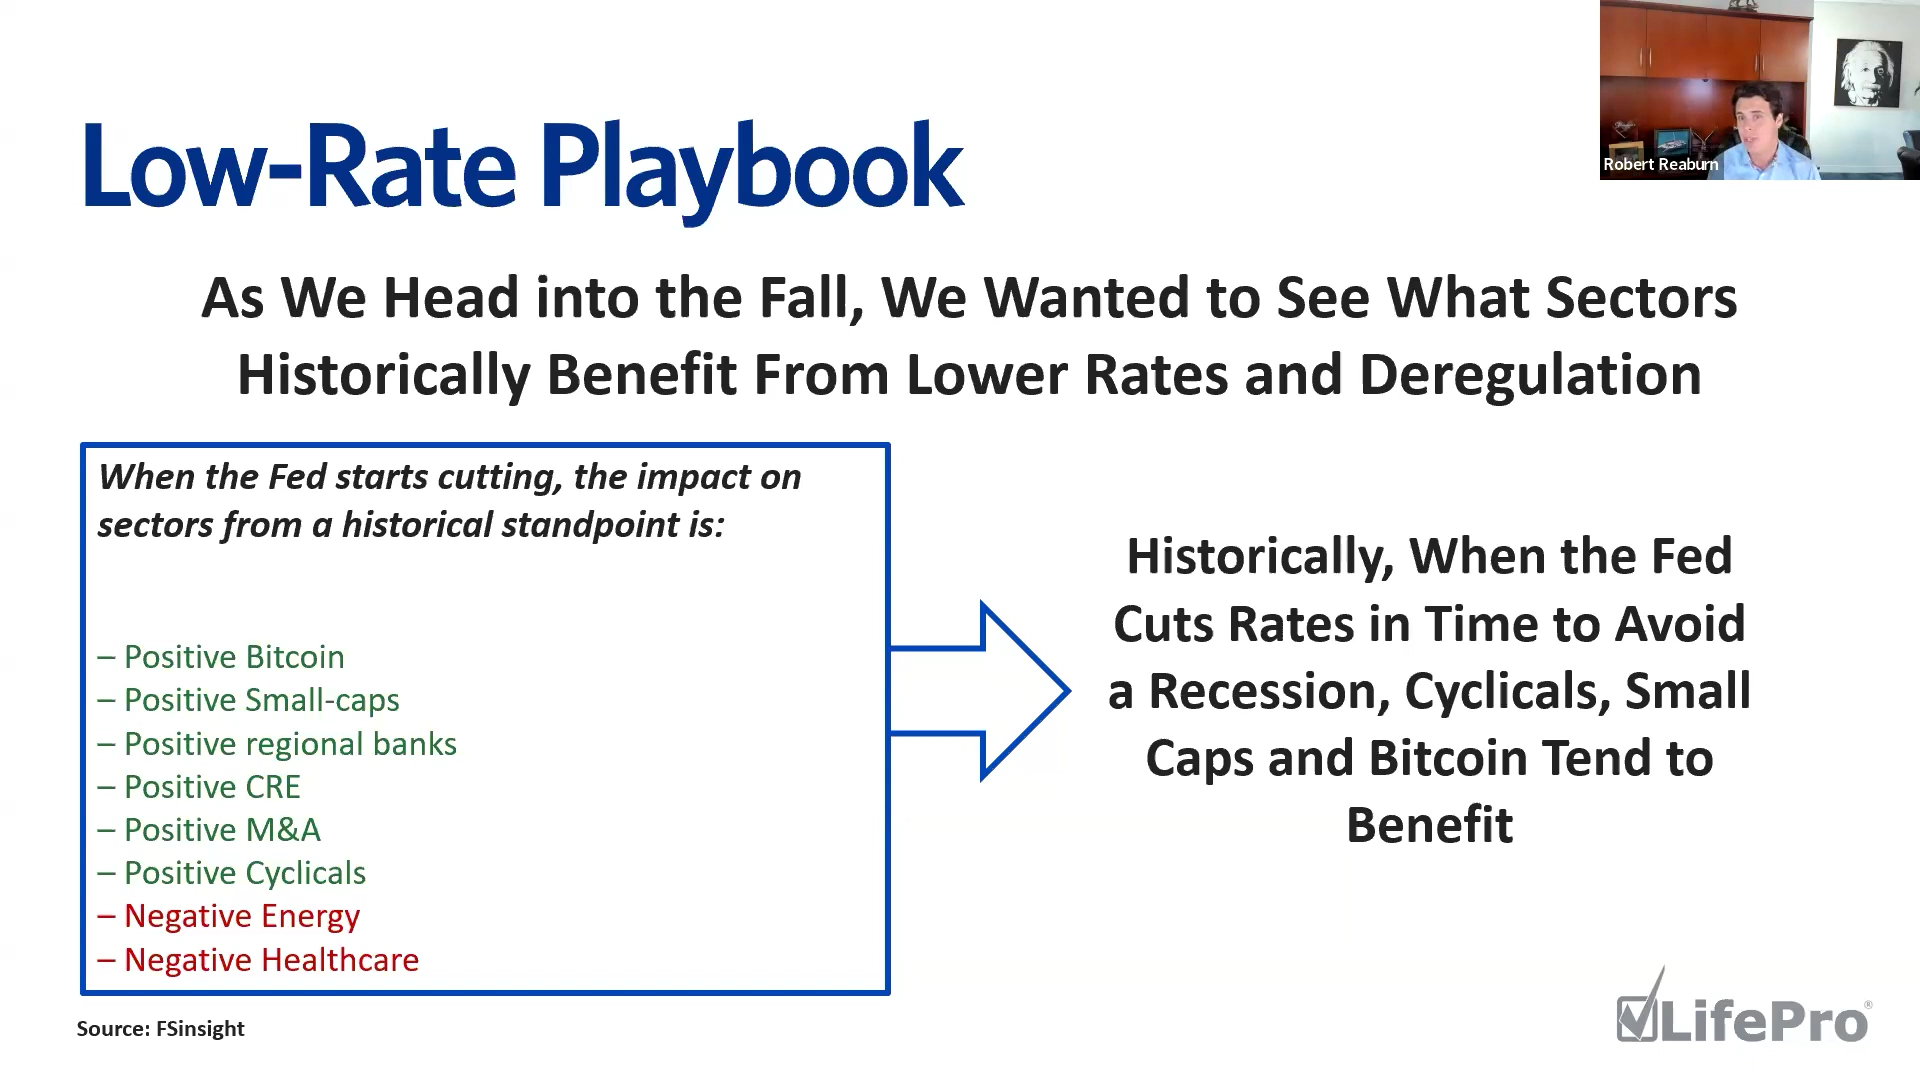 Robert Reaburn
Low-Rate Playbook
As We Head into the Fall, We Wanted to See What Sectors
Historically Benefit From Lower Rates and Deregulation
When the Fed starts cutting, the impact on
sectors from a historical standpoint is:
– Positive Bitcoin
– Positive Small-caps
– Positive regional banks
– Positive CRE
– Positive M&A
– Positive Cyclicals
– Negative Energy
– Negative Healthcare
Historically, When the Fed
Cuts Rates in Time to Avoid
a Recession, Cyclicals, Small
Caps and Bitcoin Tend to
Benefit
Source: FSinsight
LifePro®